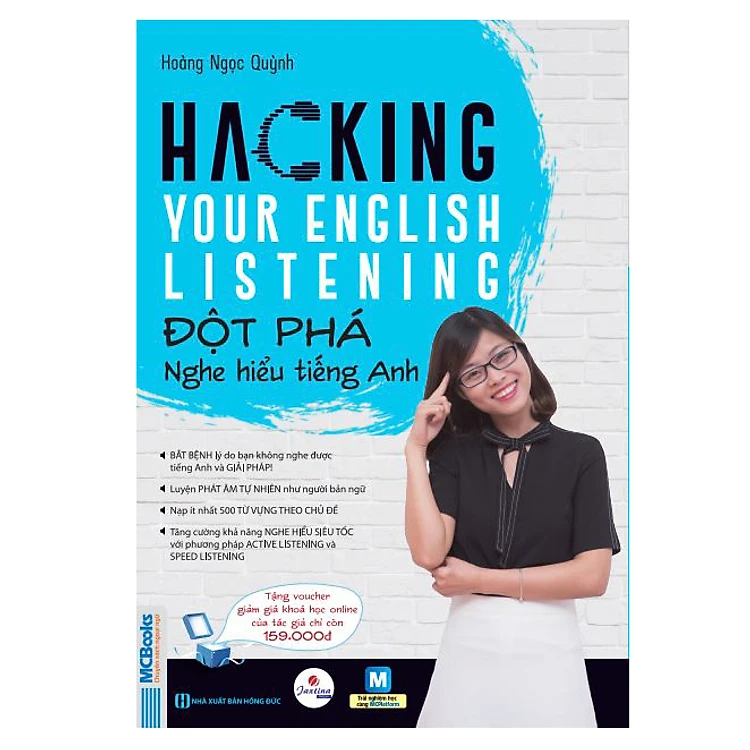 Hoàng Ngọc Quỳnh
HACKING
YOUR ENGLISH
LISTENING
ĐỘT PHÁ
Nghe hiểu tiếng Anh
BẮT BỆNH lý do bạn không nghe được
tiếng Anh và GIẢI PHÁP!
Luyện PHÁT ÂM TỰ NHIÊN như người bản ngữ
Nạp ít nhất 500 TỪ VỰNG THEO CHỦ ĐỀ
Tăng cường khả năng NGHE HIỂU SIÊU TỐC
với phương pháp ACTIVE LISTENING và
SPEED LISTENING
Tặng voucher
giảm giá khoá học online
của tác giả chỉ còn
159.000đ
MCBooks
Chuyên sách ngoại ngữ
NHÀ XUẤT BẢN HỒNG ĐỨC
Jaxtina
M
Trải nghiệm học
cùng MCPlatform